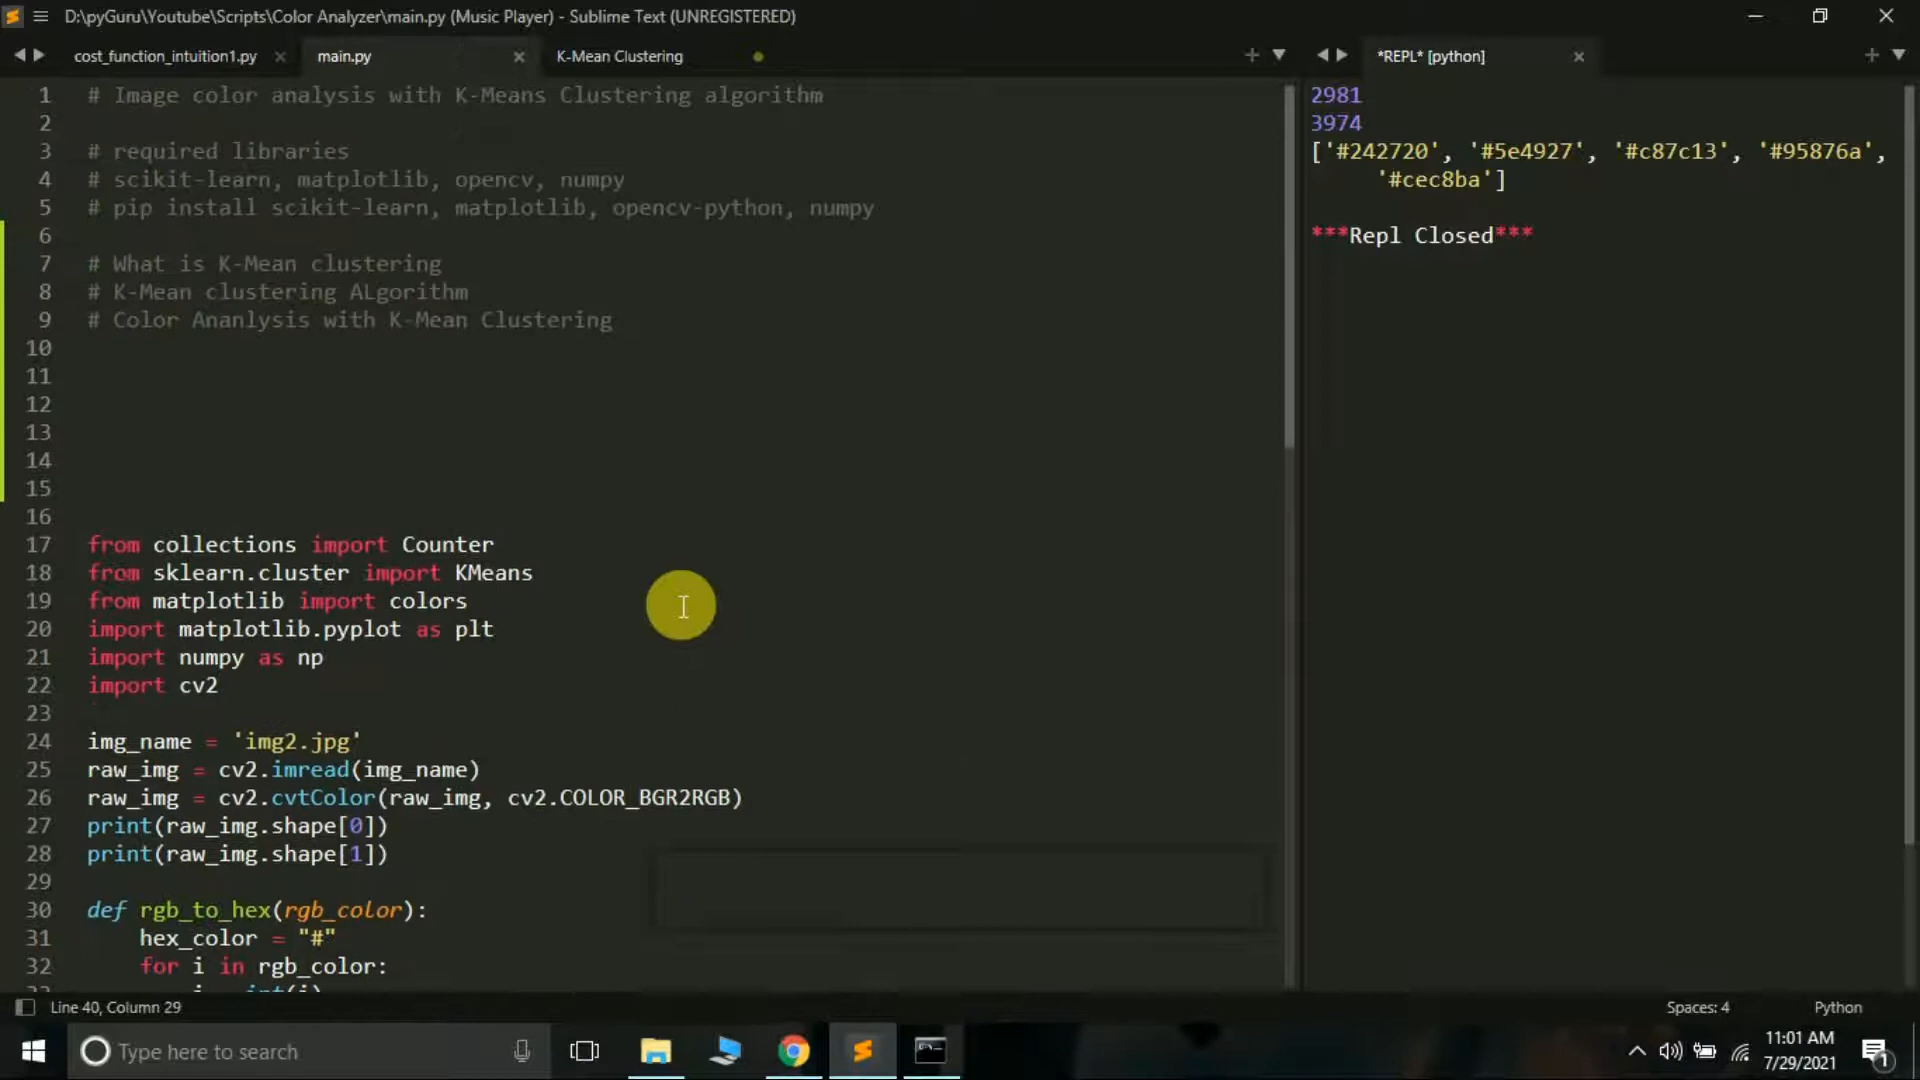 D:\pyGuru\Youtube\Scripts\Color Analyzer\main.py (Music Player) - Sublime Text (UNREGISTERED)
cost_function_intuition1.py
main.py
K-Mean Clustering
*REPL* [python]
1 # Image color analysis with K-Means Clustering algorithm
2
3 # required libraries
4 # scikit-learn, matplotlib, opencv, numpy
5 # pip install scikit-learn, matplotlib, opencv-python, numpy
6
7 # What is K-Mean clustering
8 # K-Mean clustering ALgorithm
9 # Color Ananlysis with K-Mean Clustering
10
11
12
13
14
15
16
17 from collections import Counter
18 from sklearn.cluster import KMeans
19 from matplotlib import colors
20 import matplotlib.pyplot as plt
21 import numpy as np
22 import cv2
23
24 img_name = 'img2.jpg'
25 raw_img = cv2.imread(img_name)
26 raw_img = cv2.cvtColor(raw_img, cv2.COLOR_BGR2RGB)
27 print(raw_img.shape[0])
28 print(raw_img.shape[1])
29
30 def rgb_to_hex(rgb_color):
31 hex_color = "#"
32 for i in rgb_color:
2981
3974
['#242720', '#5e4927', '#c87c13', '#95876a',
'#cec8ba']
***Repl Closed***
Line 40, Column 29
Spaces: 4
Python
Type here to search
11:01 AM
7/29/2021
1